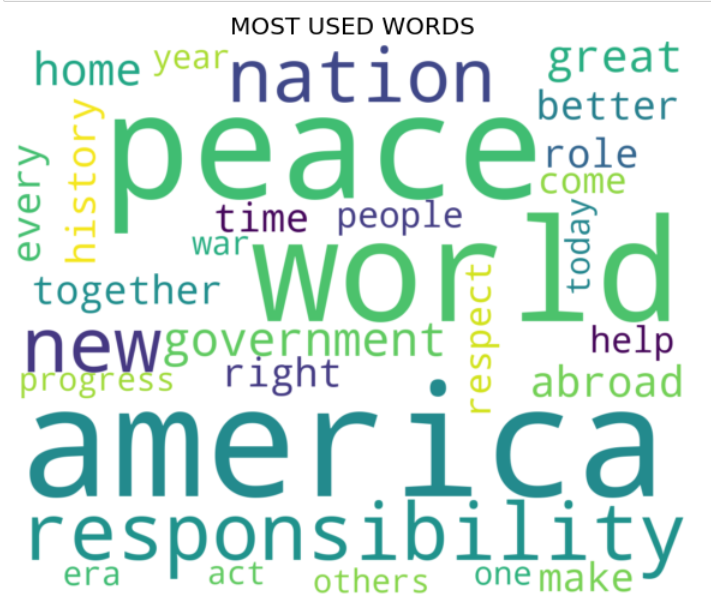 MOST USED WORDS
home year nation great
better
peace
history
every
role
come
time people
today
war
world
together
respect
new government
help
right
progress
abroad
america
responsibility
era act others one make